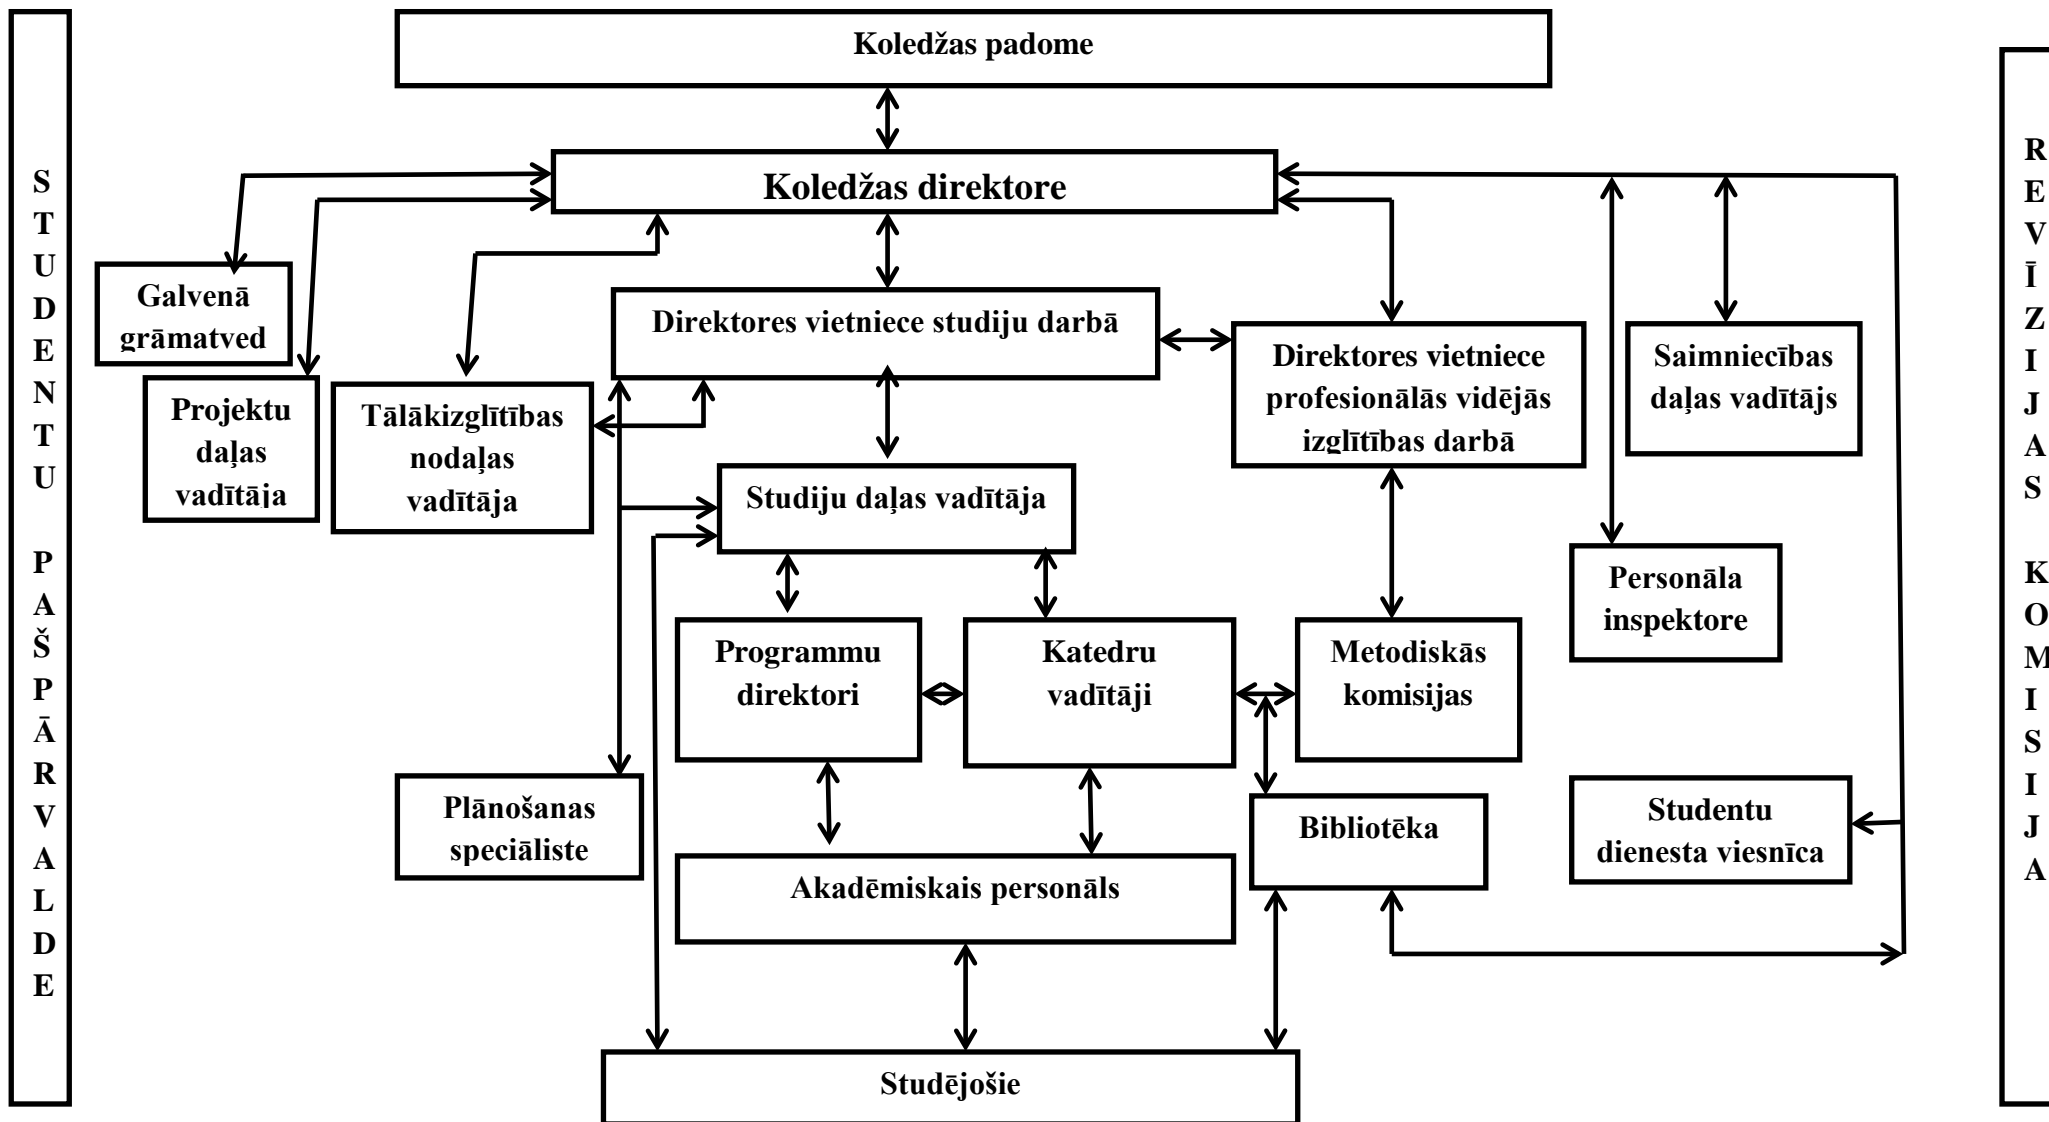 Koledžas padome
STUDENTU PAŠPĀRVALDE
REVĪZIJAS KOMISIJA
Koledžas direktore
Galvenā
grāmatved
Direktores vietniece studiju darbā
Direktores vietniece
profesionālās vidējās
izglītības darbā
Saimniecības
daļas vadītājs
Projektu
daļas
vadītāja
Tālākizglītības
nodaļas
vadītāja
Studiju daļas vadītāja
Personāla
inspektore
Programmu
direktori
Katedru
vadītāji
Metodiskās
komisijas
Plānošanas
speciāliste
Bibliotēka
Studentu
dienesta viesnīca
Akadēmiskais personāls
Studējošie